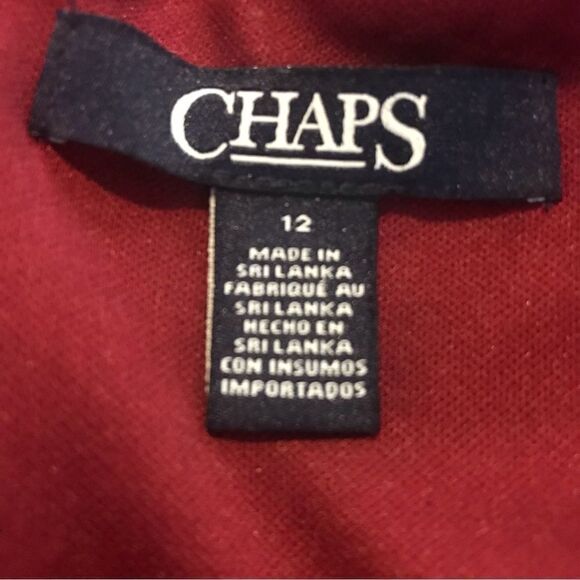 CHAPS
12
MADE IN
SRI LANKA
FABRIQUÉ AU
SRI LANKA
HECHO EN
SRI LANKA
CON INSUMOS
IMPORTADOS